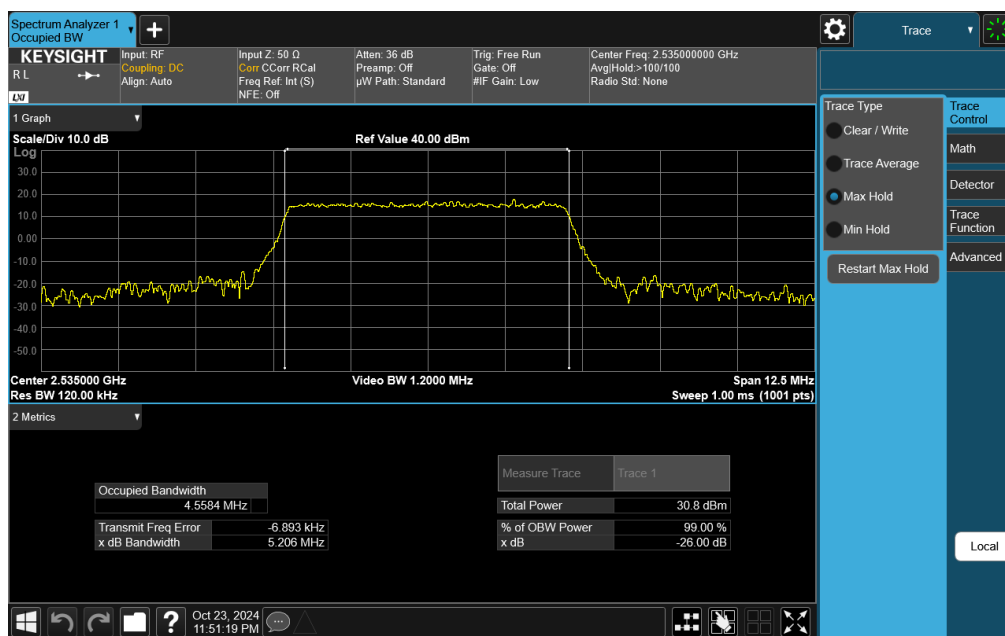 Spectrum Analyzer 1
Occupied BW
Trace
KEYSIGHT
R L
LXI
Input: RF
Coupling: DC
Align: Auto
Input Z: 50 Ω
Corr CCorr RCal
Freq Ref: Int (S)
NFE: Off
Atten: 36 dB
Preamp: Off
µW Path: Standard
Trig: Free Run
Gate: Off
#IF Gain: Low
Center Freq: 2.535000000 GHz
Avg|Hold:>100/100
Radio Std: None
1 Graph
Scale/Div 10.0 dB
Ref Value 40.00 dBm
Log
30.0
20.0
10.0
0.00
-10.0
-20.0
-30.0
-40.0
-50.0
Center 2.535000 GHz
Video BW 1.2000 MHz
Span 12.5 MHz
Res BW 120.00 kHz
Sweep 1.00 ms (1001 pts)
2 Metrics
Measure Trace
Trace 1
Occupied Bandwidth
4.5584 MHz
Total Power
30.8 dBm
Transmit Freq Error
-6.893 kHz
% of OBW Power
99.00 %
x dB Bandwidth
5.206 MHz
x dB
-26.00 dB
Trace Type
Clear / Write
Trace Average
Max Hold
Min Hold
Restart Max Hold
Trace
Control
Math
Detector
Trace
Function
Advanced
Local
?
Oct 23, 2024
11:51:19 PM